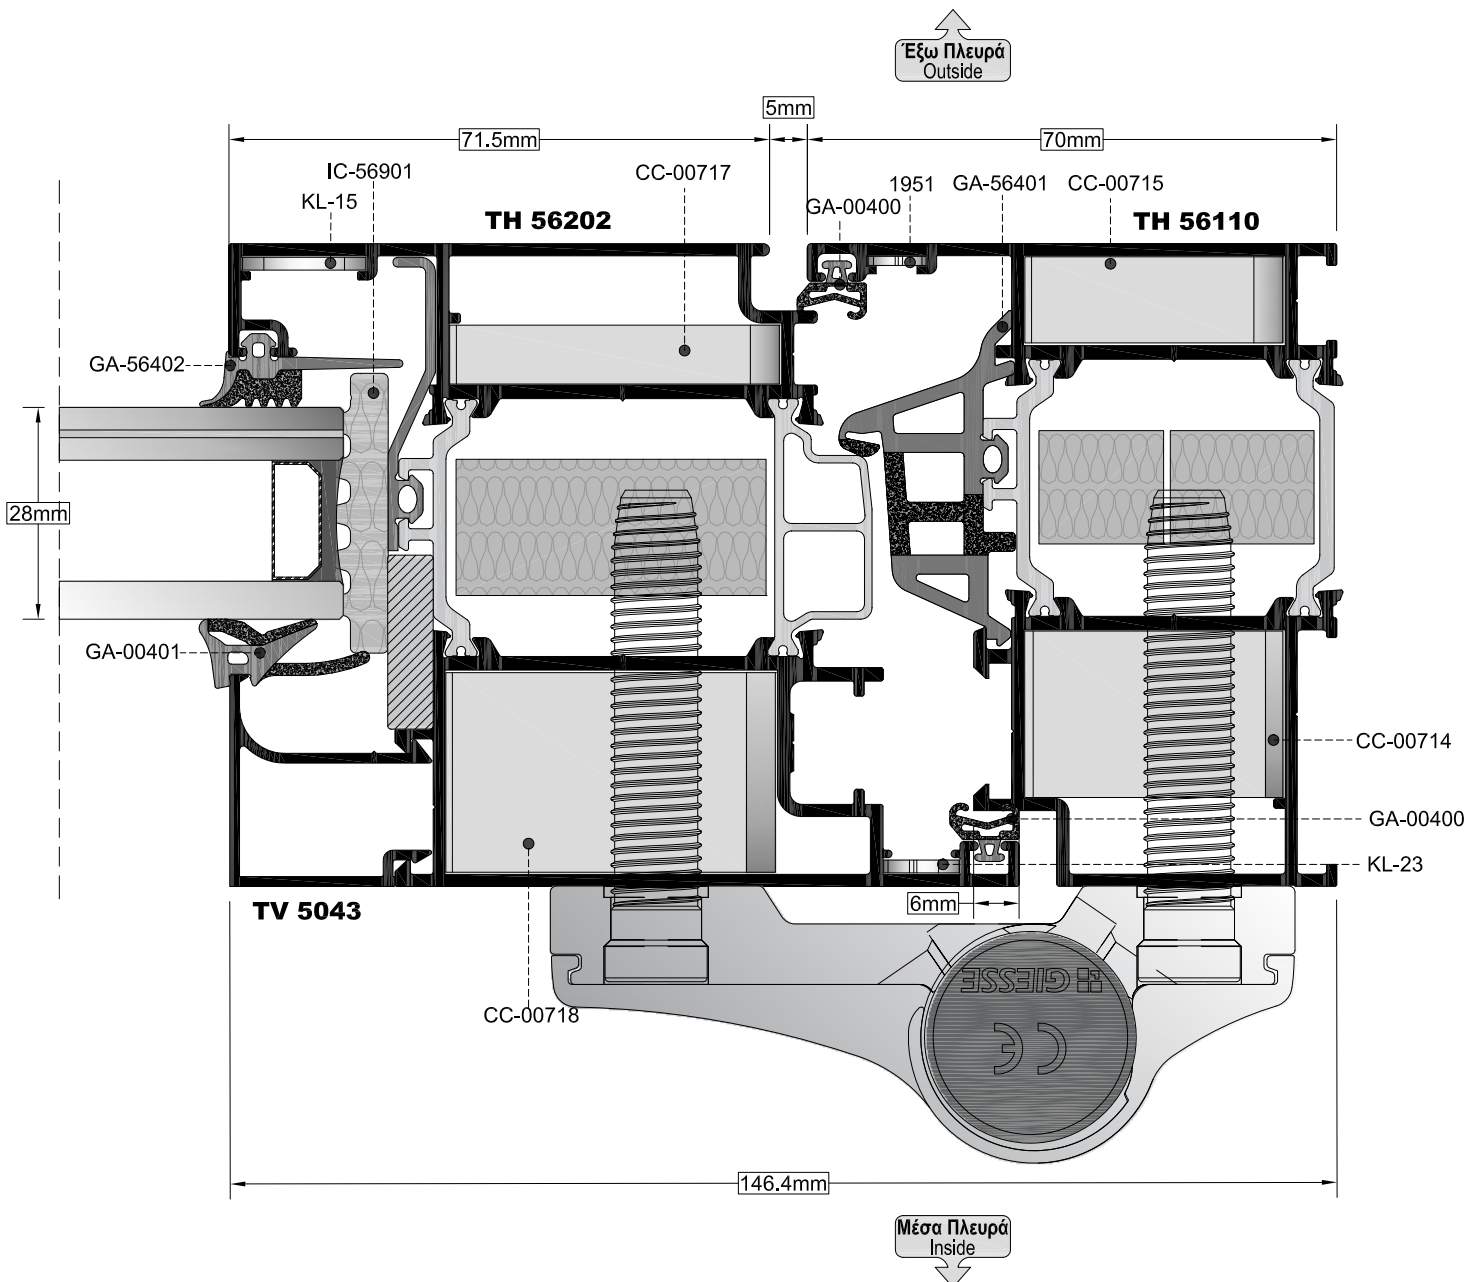 Έξω Πλευρά
Outside
5mm
71.5mm
70mm
IC-56901
CC-00717
1951
GA-56401
CC-00715
KL-15
GA-00400
TH 56202
TH 56110
GA-56402
28mm
GA-00401
CC-00714
GA-00400
KL-23
6mm
TV 5043
GIESSE
CE
CC-00718
146.4mm
Μέσα Πλευρά
Inside